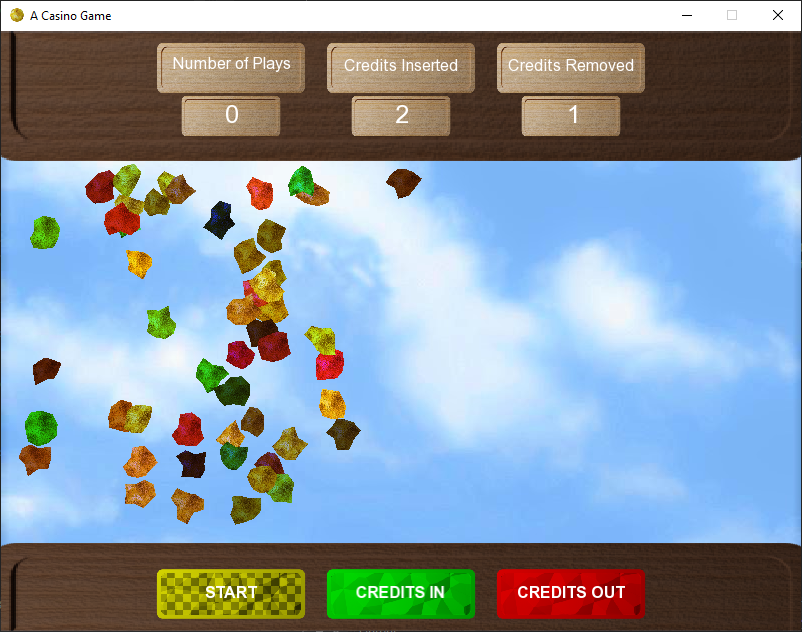 A Casino Game
Number of Plays
Credits Inserted
Credits Removed
0
2
1
START
CREDITS IN
CREDITS OUT